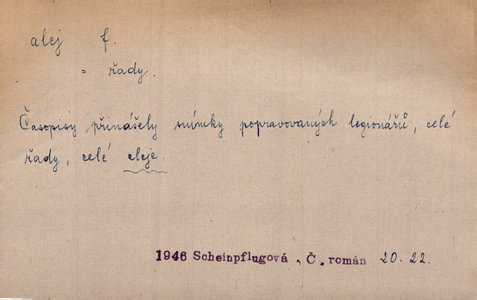 alej f.
= řady.
Časopisy přinášely snímky popravovaných legionářů, celé
řady, celé aleje.
1946 Scheinpflugová, Č. román 20. 22.